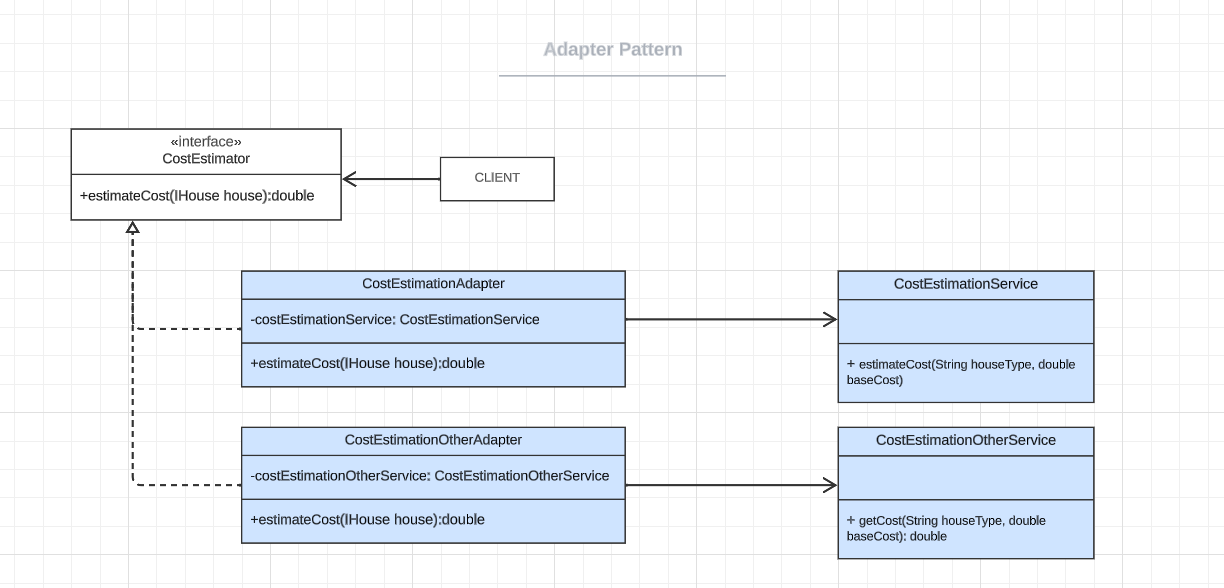 Adapter Pattern
«interface»
CostEstimator
+estimateCost(IHouse house):double
CLIENT
CostEstimationAdapter
-costEstimationService: CostEstimationService
+estimateCost(IHouse house):double
CostEstimationService
+ estimateCost(String houseType, double
baseCost)
CostEstimationOtherAdapter
-costEstimationOtherService: CostEstimationOtherService
+estimateCost(IHouse house):double
CostEstimationOtherService
+ getCost(String houseType, double
baseCost): double